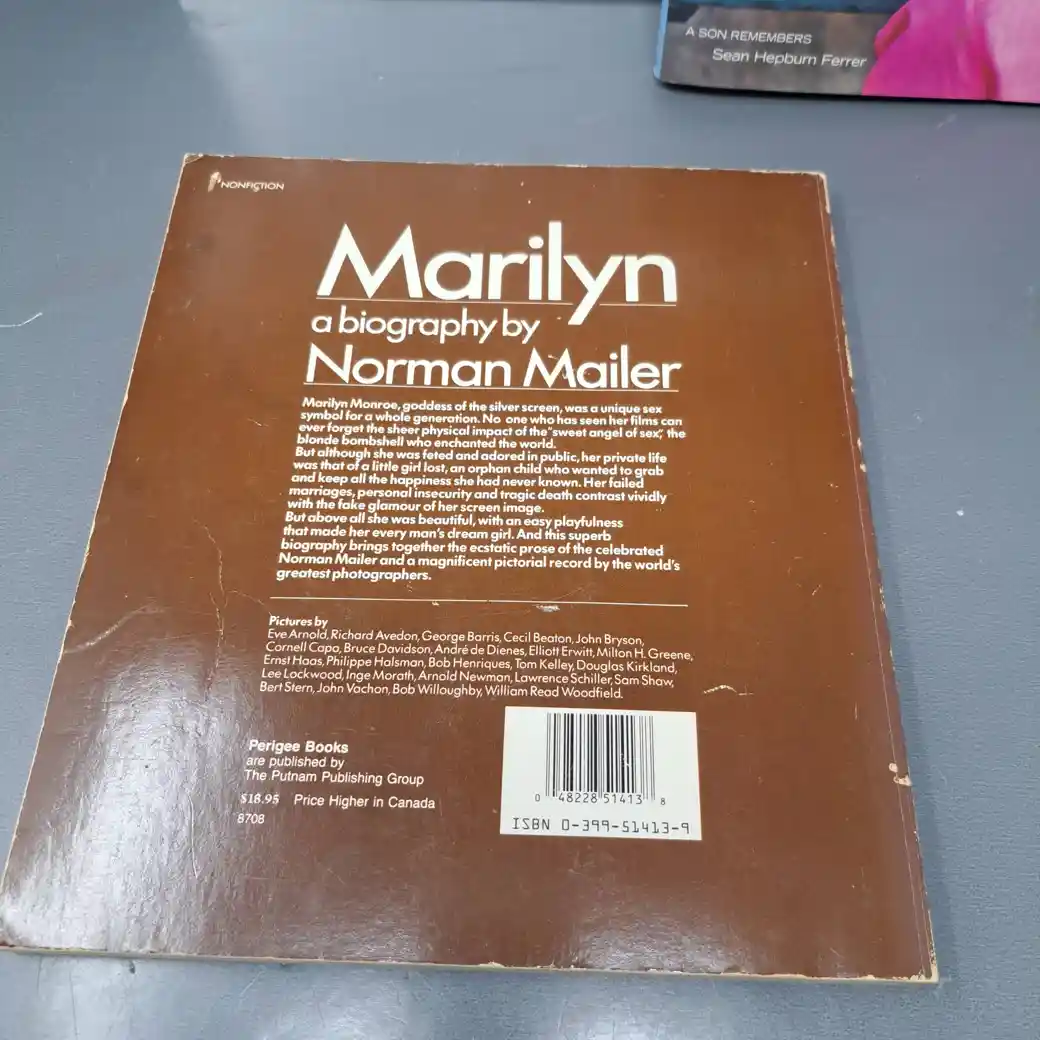 A SON REMEMBERS
Sean Hepburn Ferrer
NONFICTION
Marilyn
a biography by
Norman Mailer
Marilyn Monroe, goddess of the silver screen, was a unique sex
symbol for a whole generation. No one who has seen her films can
ever forget the sheer physical impact of the "sweet angel of sex", the
blonde bombshell who enchanted the world.
But although she was feted and adored in public, her private life
was that of a little girl lost, an orphan child who wanted to grab
and keep all the happiness she had never known. Her failed
marriages, personal insecurity and tragic death contrast vividly
with the fake glamour of her screen image.
But above all she was beautiful, with an easy playfulness
that made her every man's dream girl. And this superb
biography brings together the ecstatic prose of the celebrated
Norman Mailer and a magnificent pictorial record by the world's
greatest photographers.
Pictures by
Eve Arnold, Richard Avedon, George Barris, Cecil Beaton, John Bryson,
Cornell Capa, Bruce Davidson, André de Dienes, Elliott Erwitt, Milton H. Greene,
Ernst Haas, Philippe Halsman, Bob Henriques, Tom Kelley, Douglas Kirkland,
Lee Lockwood, Inge Morath, Arnold Newman, Lawrence Schiller, Sam Shaw,
Bert Stern, John Vachon, Bob Willoughby, William Read Woodfield.
Perigee Books
are published by
The Putnam Publishing Group
$18.95 Price Higher in Canada
8708
0 48228 51413 8
ISBN 0-399-51413-9